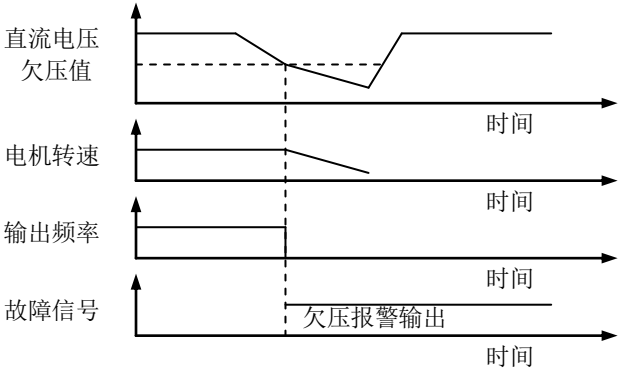 直流电压
欠压值
时间
电机转速
时间
输出频率
时间
故障信号
欠压报警输出
时间